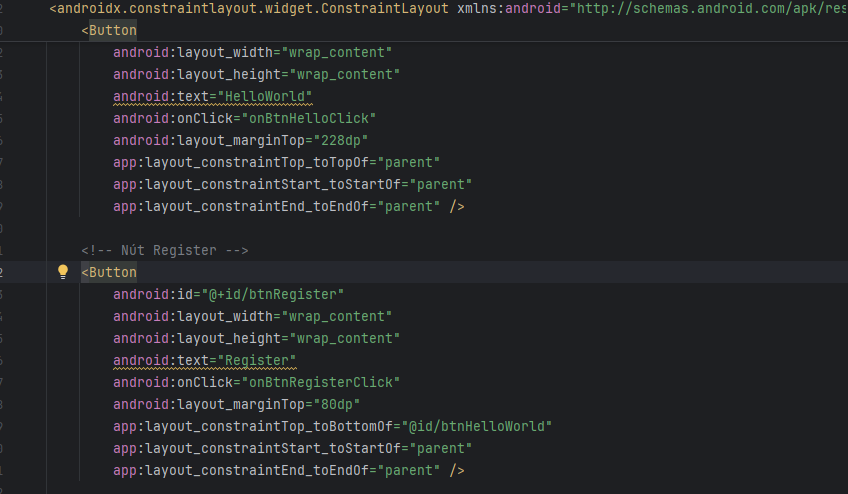 <androidx.constraintlayout.widget.ConstraintLayout xmlns:android="http://schemas.android.com/apk/res
<Button
android:layout_width="wrap_content"
android:layout_height="wrap_content"
android:text="HelloWorld"
android:onClick="onBtnHelloClick"
android:layout_marginTop="228dp"
app:layout_constraintTop_toTopOf="parent"
app:layout_constraintStart_toStartOf="parent"
app:layout_constraintEnd_toEndOf="parent" />
<!-- Nút Register -->
<Button
android:id="@+id/btnRegister"
android:layout_width="wrap_content"
android:layout_height="wrap_content"
android:text="Register"
android:onClick="onBtnRegisterClick"
android:layout_marginTop="80dp"
app:layout_constraintTop_toBottomOf="@id/btnHelloWorld"
app:layout_constraintStart_toStartOf="parent"
app:layout_constraintEnd_toEndOf="parent" />